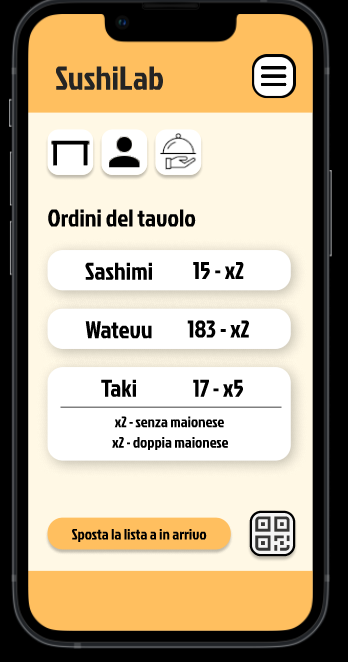 SushiLab
Ordini del tavolo
Sashimi 15 - x2
Watevu 183 - x2
Taki 17 - x5
x2 - senza maionese
x2 - doppia maionese
Sposta la lista a in arrivo